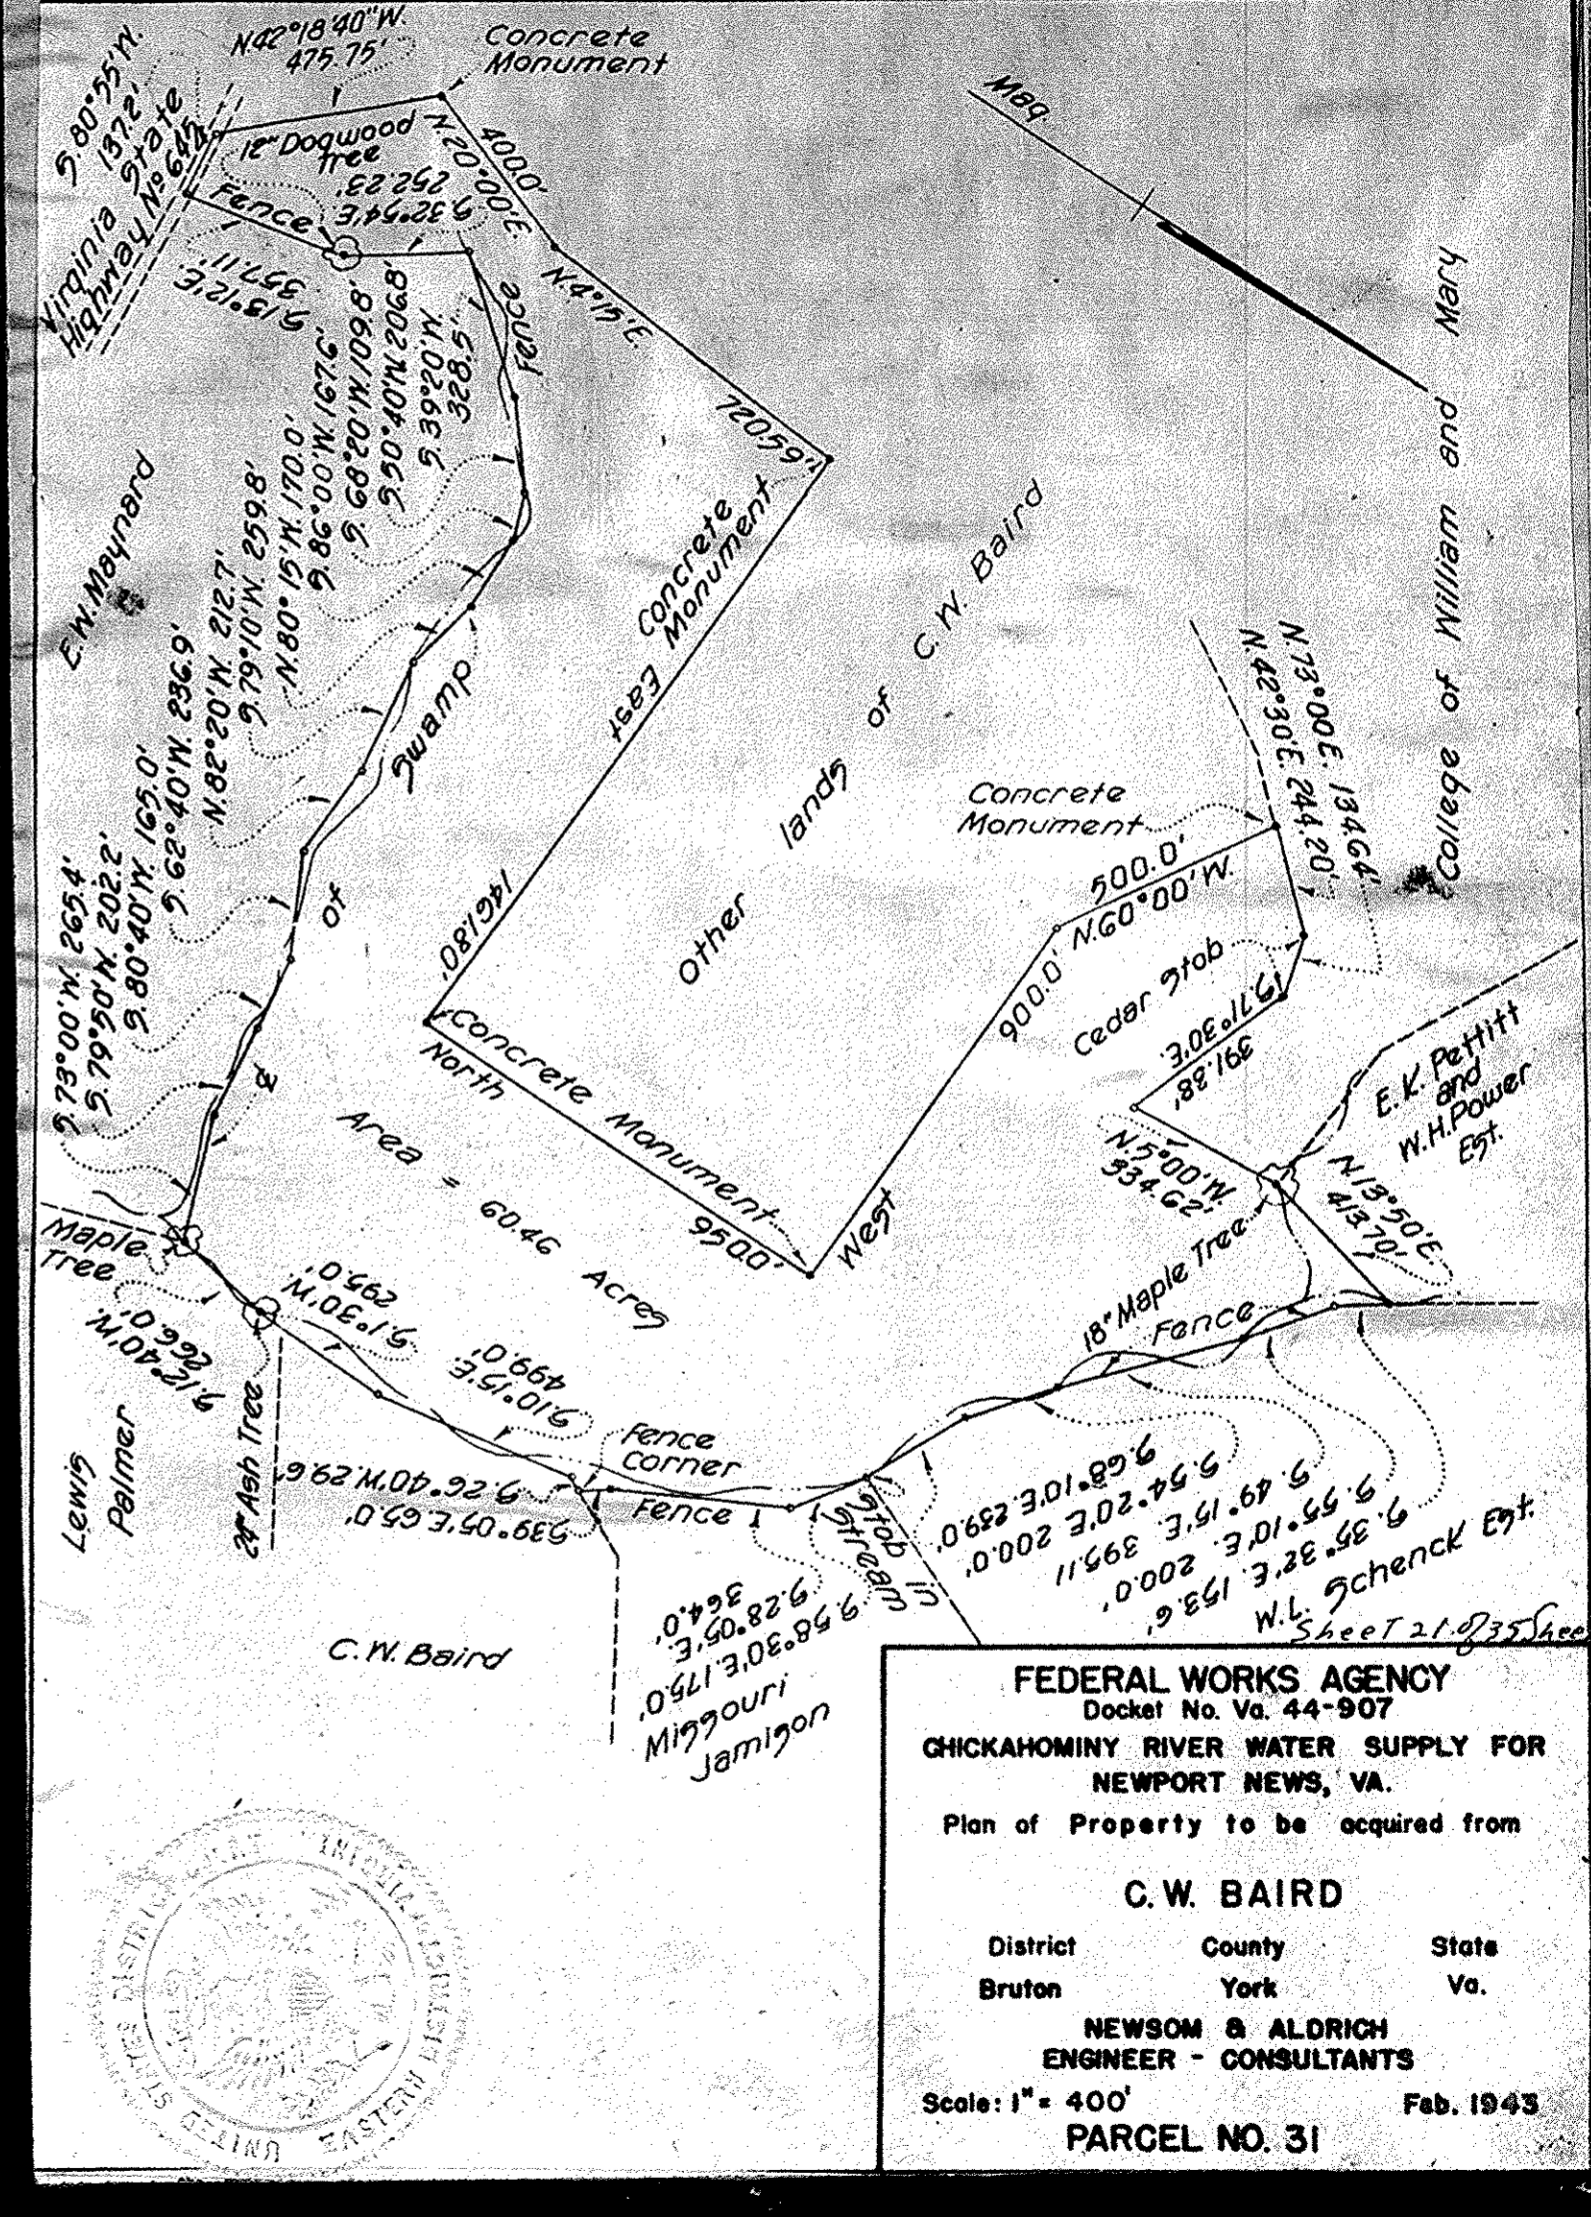 N.42°18'40"W.
475.75'
Concrete
Monument
S.80°55'W.
137.2'
Virginia State
Highway Nº 645
12" Dogwood
Tree
252.23'
S.32°54'E.
400.0'
N.20°00'E.
Fence
S.13°12'E.
357.11'
N.4°15'E.
702.59'
Fence
Mag.
College of William and Mary
S.39°20'W.
328.5'
S.50°40'W. 206.8'
S.68°20'W. 109.8'
S.86°00'W. 167.6'
N.80°15'W. 170.0'
S.79°10'W. 259.8'
N.82°20'W. 212.7'
S.62°40'W. 236.9'
S.80°40'W. 165.0'
S.79°50'W. 202.2'
S.73°00'W. 265.4'
E.W. Maynard
Concrete
Monument
East
1461.80'
Swamp
of
Other lands of C.W. Baird
Concrete
Monument
N.73°00'E. 134.64'
N.42°30'E. 244.20'
500.0'
N.60°00'W.
900.0'
West
Cedar Stob
S.71°30'E.
391.38'
E.K. Pettitt
and
W.H. Power
Est.
N.5°00'W.
334.62'
N.13°50'E.
413.70'
18" Maple Tree
Fence
Concrete Monument
North
950.0'
Area = 60.46 Acres
Maple
Tree
S.12°40'W.
266.0'
S.1°30'W.
295.0'
S.10°15'E.
499.0'
24" Ash Tree
Lewis
Palmer
Fence
Corner
Fence
S.26°40'W. 29.6'
S.39°05'E. 65.0'
Stob in
Stream
S.68°10'E. 239.0'
S.54°20'E. 200.0'
S.49°15'E. 395.11
S.55°10'E. 200.0'
S.35°32'E. 153.6'
W.L. Schenck Est.
S.28°05'E.
364.0'
S.58°30'E. 175.0'
Missouri
Jamison
C.W. Baird
Sheet 21 of 35 Shee
FEDERAL WORKS AGENCY
Docket No. Va. 44-907
CHICKAHOMINY RIVER WATER SUPPLY FOR
NEWPORT NEWS, VA.
Plan of Property to be acquired from
C.W. BAIRD
District County State
Bruton York Va.
NEWSOM & ALDRICH
ENGINEER - CONSULTANTS
Scale: 1" = 400' Feb. 1943
PARCEL NO. 31
UNITED STATES DISTRICT COURT
EASTERN DISTRICT